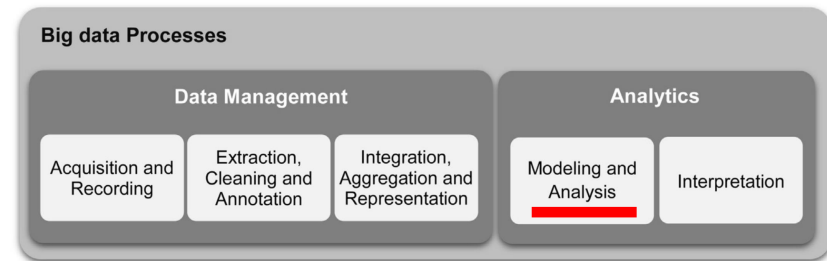 Big data Processes
Data Management
Acquisition and
Recording
Extraction,
Cleaning and
Annotation
Integration,
Aggregation and
Representation
Analytics
Modeling and
Analysis
Interpretation